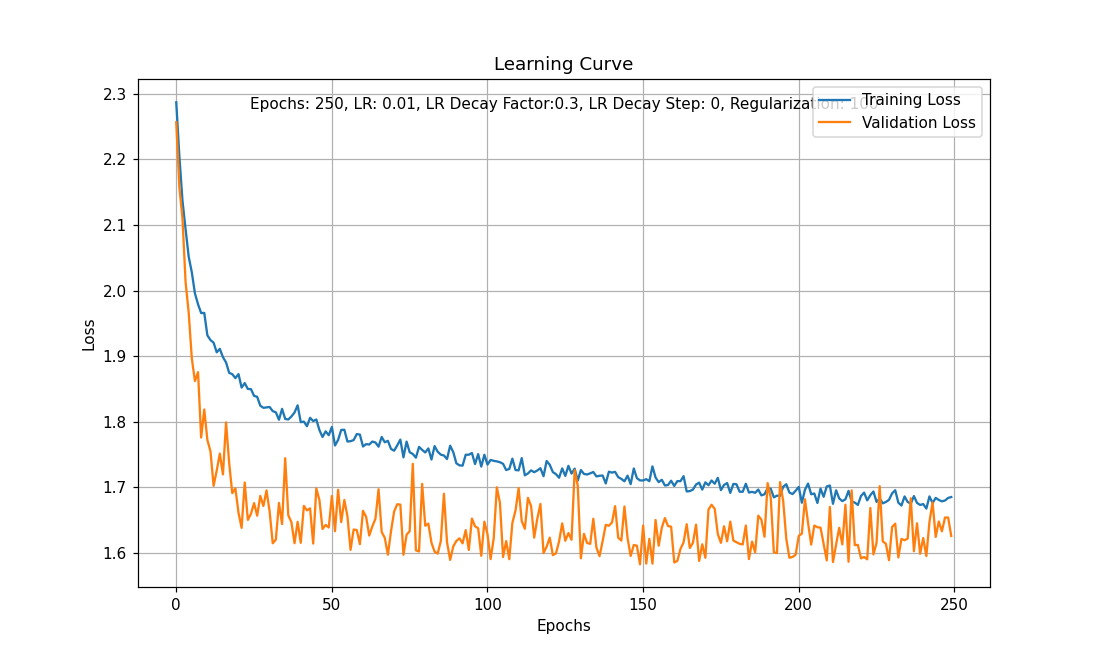 Learning Curve
Epochs: 250, LR: 0.01, LR Decay Factor:0.3, LR Decay Step: 0, Regularization: 100
Training Loss
Validation Loss
2.3
2.2
2.1
2.0
1.9
1.8
1.7
1.6
Loss
0 50 100 150 200 250
Epochs